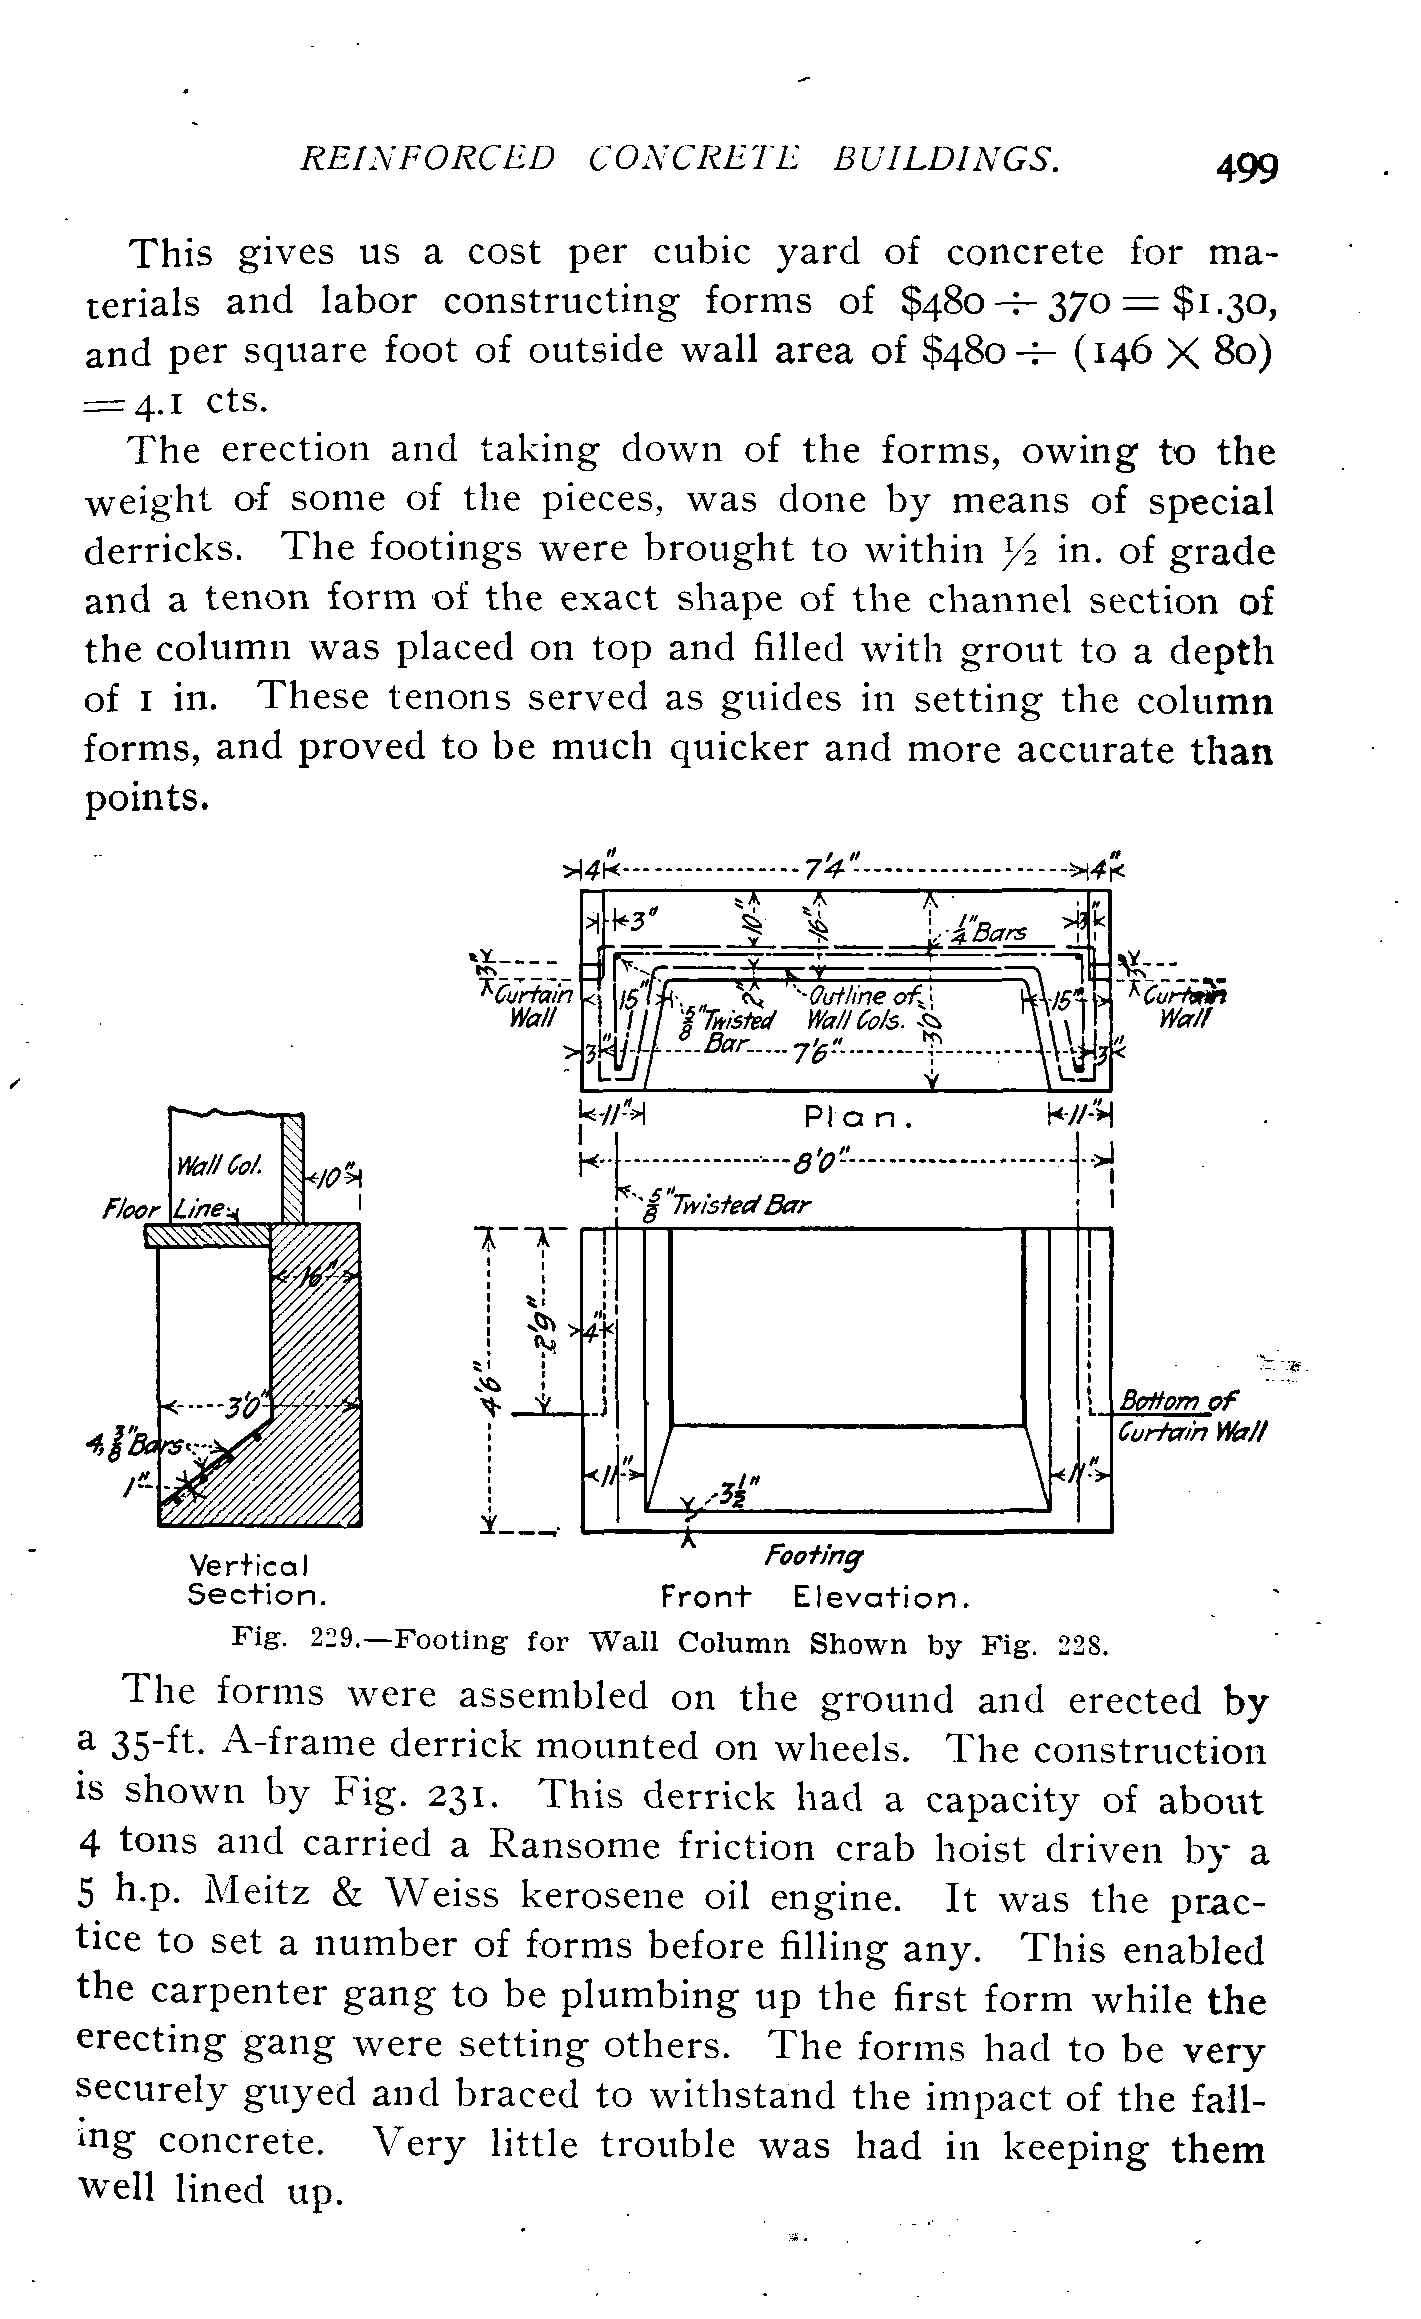 REINFORCED CONCRETE BUILDINGS. 499
This gives us a cost per cubic yard of concrete for ma-
terials and labor constructing forms of $480 ÷ 370 = $1.30,
and per square foot of outside wall area of $480 ÷ (146 X 80)
= 4.1 cts.
The erection and taking down of the forms, owing to the
weight of some of the pieces, was done by means of special
derricks. The footings were brought to within ½ in. of grade
and a tenon form of the exact shape of the channel section of
the column was placed on top and filled with grout to a depth
of 1 in. These tenons served as guides in setting the column
forms, and proved to be much quicker and more accurate than
points.
4" 7'4" 4"
3" 10" 16" 1/4" Bars 3"
3" 3"
Curtain Wall 15" 5/8" Twisted Bar 2" Outline of Wall Cols. 3'0" 15" Curtain Wall
3" 7'6" 3"
11" Plan. 11"
8'0"
Wall Col. 10"
Floor Line
5/8" Twisted Bar
16"
2'9"
4"
4'6"
3'0"
4, 3/8" Bars
1"
Bottom of
Curtain Wall
11" 11"
3½"
Footing
Vertical
Section.
Front Elevation.
Fig. 229.—Footing for Wall Column Shown by Fig. 228.
The forms were assembled on the ground and erected by
a 35-ft. A-frame derrick mounted on wheels. The construction
is shown by Fig. 231. This derrick had a capacity of about
4 tons and carried a Ransome friction crab hoist driven by a
5 h.p. Meitz & Weiss kerosene oil engine. It was the prac-
tice to set a number of forms before filling any. This enabled
the carpenter gang to be plumbing up the first form while the
erecting gang were setting others. The forms had to be very
securely guyed and braced to withstand the impact of the fall-
ing concrete. Very little trouble was had in keeping them
well lined up.